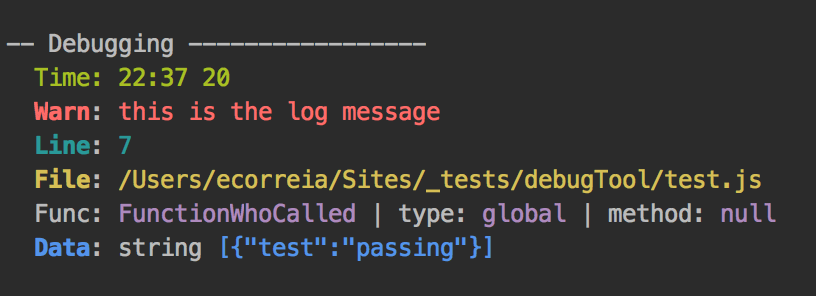 -- Debugging -----------------
Time: 22:37 20
Warn: this is the log message
Line: 7
File: /Users/ecorreia/Sites/_tests/debugTool/test.js
Func: FunctionWhoCalled | type: global | method: null
Data: string [{"test":"passing"}]